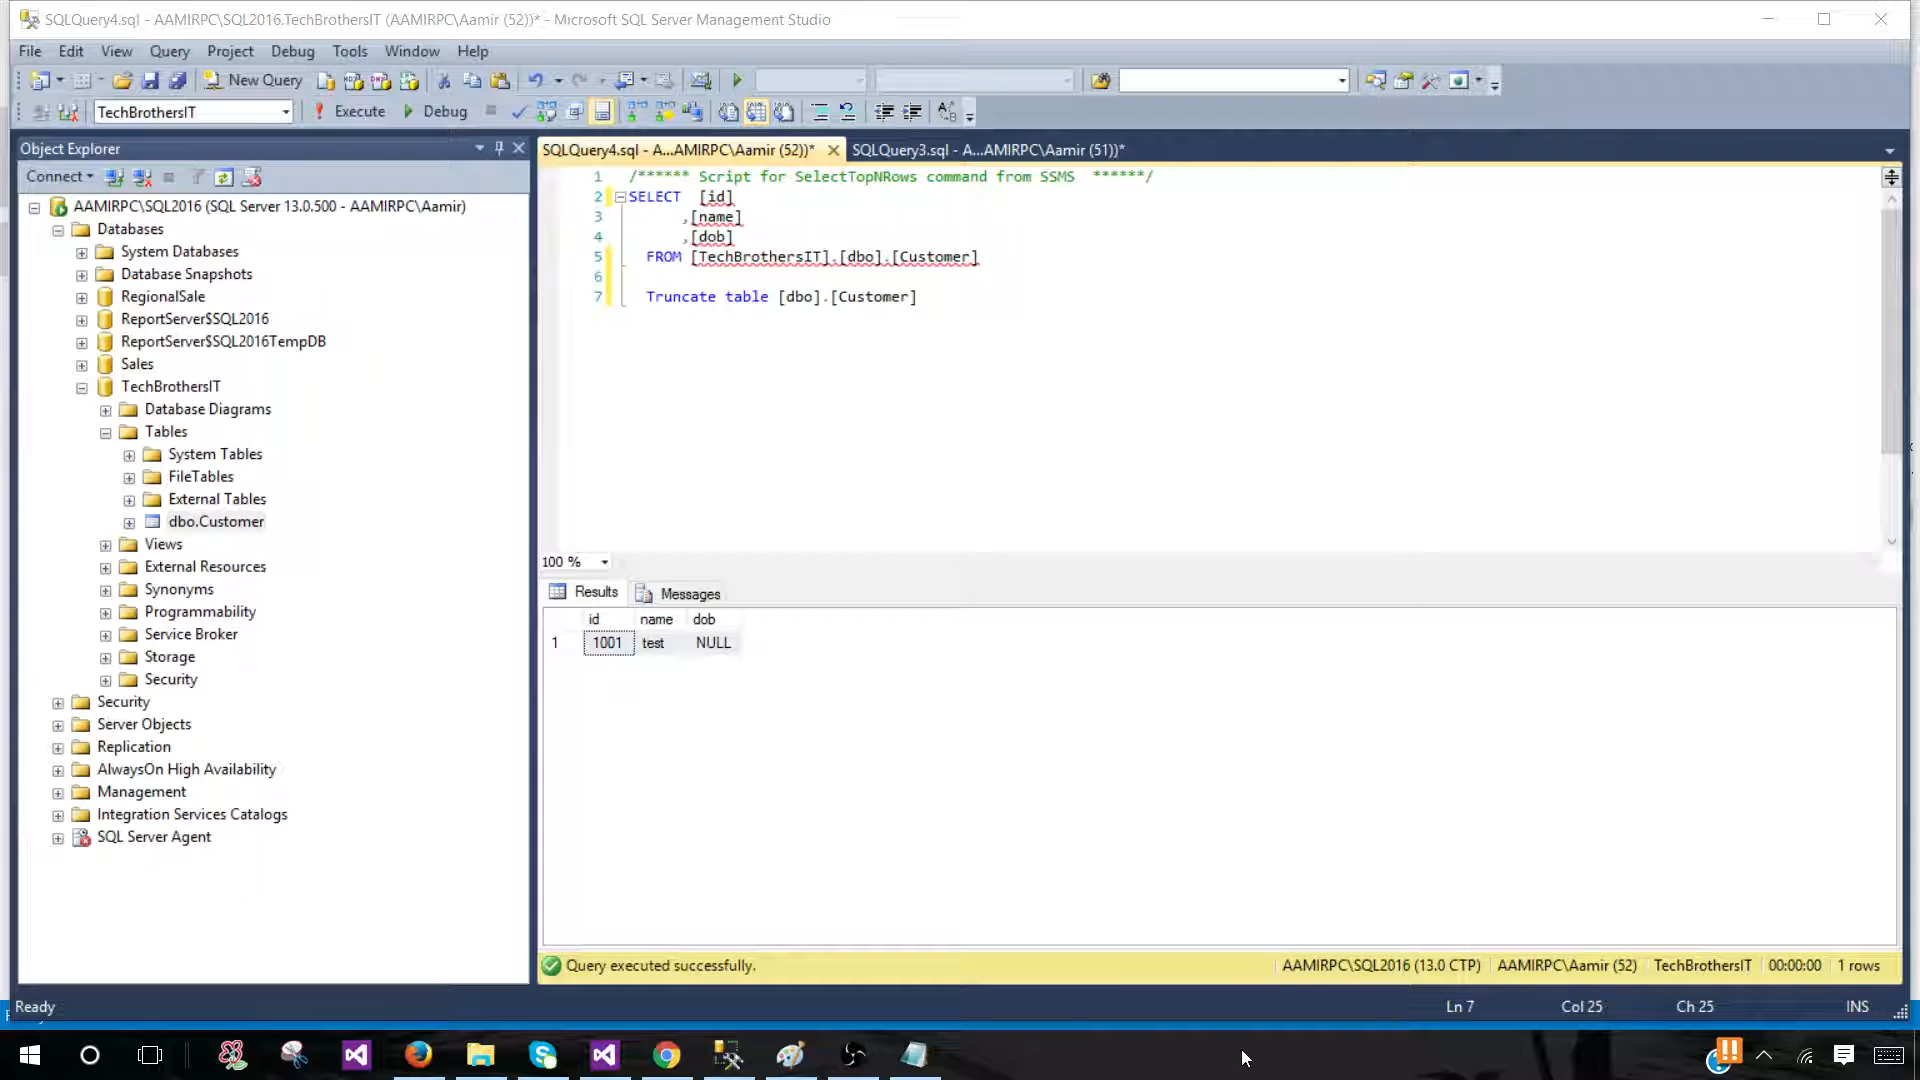 SQLQuery4.sql - AAMIRPC\SQL2016.TechBrothersIT (AAMIRPC\Aamir (52))* - Microsoft SQL Server Management Studio
File Edit View Query Project Debug Tools Window Help
New Query
TechBrothersIT Execute Debug
Object Explorer
Connect
AAMIRPC\SQL2016 (SQL Server 13.0.500 - AAMIRPC\Aamir)
Databases
System Databases
Database Snapshots
RegionalSale
ReportServer$SQL2016
ReportServer$SQL2016TempDB
Sales
TechBrothersIT
Database Diagrams
Tables
System Tables
FileTables
External Tables
dbo.Customer
Views
External Resources
Synonyms
Programmability
Service Broker
Storage
Security
Security
Server Objects
Replication
AlwaysOn High Availability
Management
Integration Services Catalogs
SQL Server Agent
SQLQuery4.sql - A...AMIRPC\Aamir (52))* SQLQuery3.sql - A...AMIRPC\Aamir (51))*
1 /****** Script for SelectTopNRows command from SSMS ******/
2 SELECT [id]
3 ,[name]
4 ,[dob]
5 FROM [TechBrothersIT].[dbo].[Customer]
6
7 Truncate table [dbo].[Customer]
100 %
Results Messages
id name dob
1 1001 test NULL
Query executed successfully. AAMIRPC\SQL2016 (13.0 CTP) AAMIRPC\Aamir (52) TechBrothersIT 00:00:00 1 rows
Ready Ln 7 Col 25 Ch 25 INS